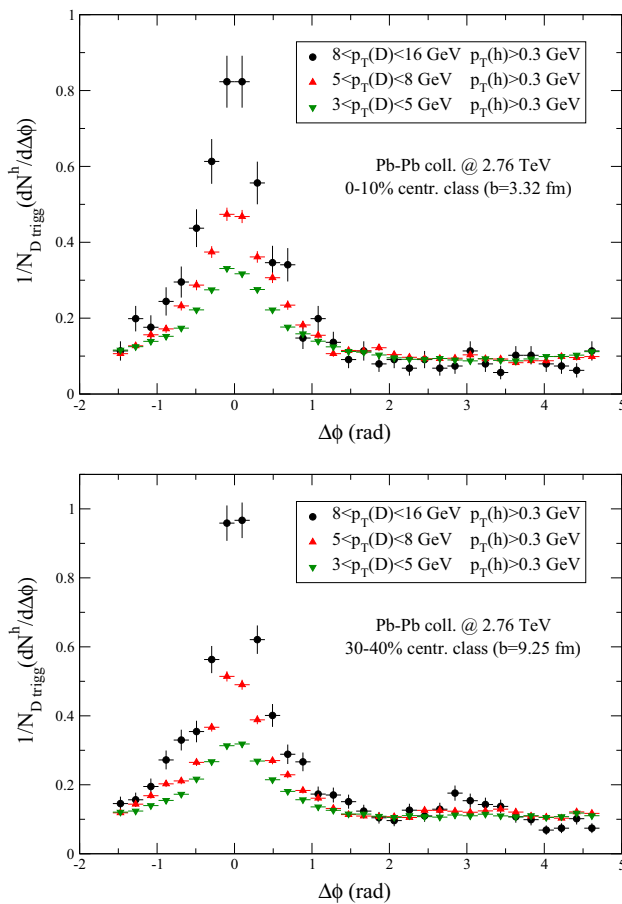 8<p_T(D)<16 GeV p_T(h)>0.3 GeV
5<p_T(D)<8 GeV p_T(h)>0.3 GeV
3<p_T(D)<5 GeV p_T(h)>0.3 GeV
Pb-Pb coll. @ 2.76 TeV
0-10% centr. class (b=3.32 fm)
1/N_D trigg(dN^h/dΔϕ)
1
0.8
0.6
0.4
0.2
0
-2 -1 0 1 2 3 4 5
Δϕ (rad)
8<p_T(D)<16 GeV p_T(h)>0.3 GeV
5<p_T(D)<8 GeV p_T(h)>0.3 GeV
3<p_T(D)<5 GeV p_T(h)>0.3 GeV
Pb-Pb coll. @ 2.76 TeV
30-40% centr. class (b=9.25 fm)
1/N_D trigg(dN^h/dΔϕ)
1
0.8
0.6
0.4
0.2
0
-2 -1 0 1 2 3 4 5
Δϕ (rad)